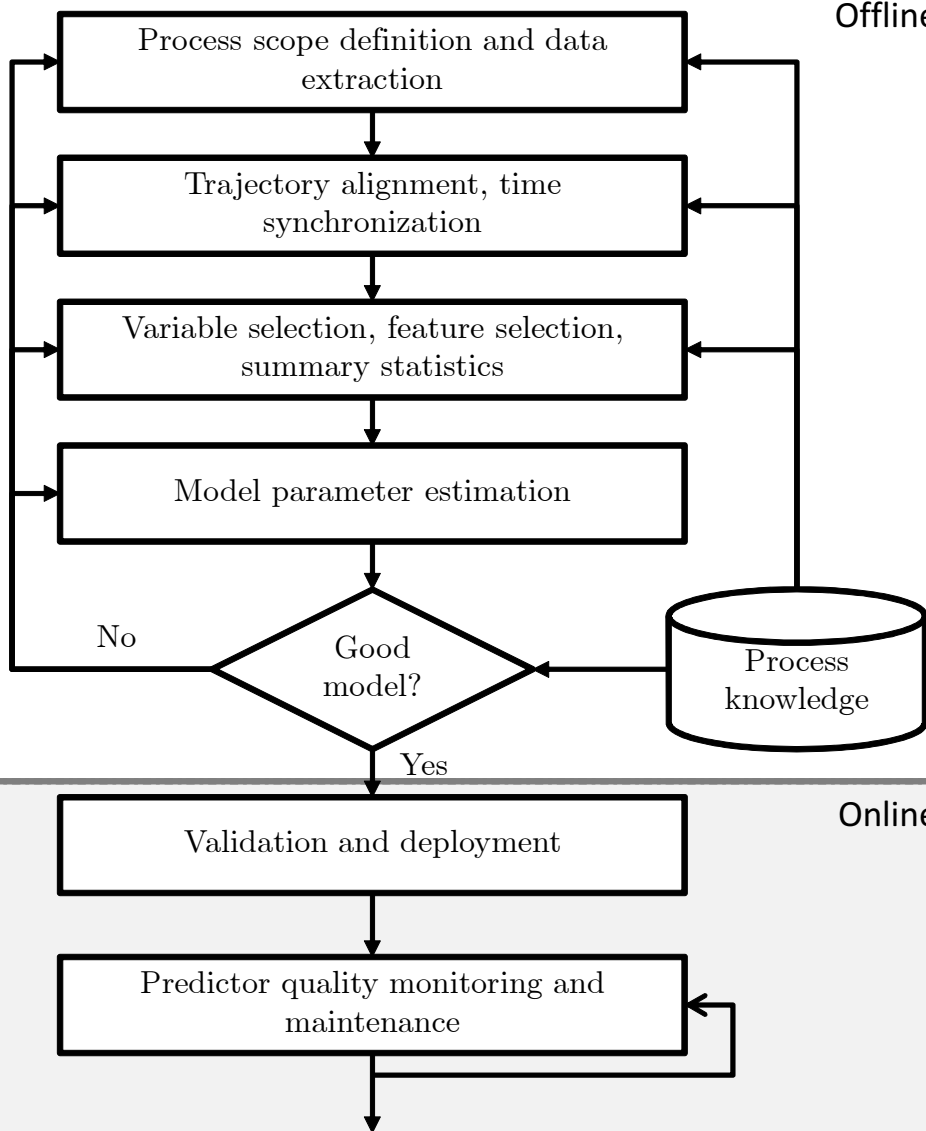 Offline
Process scope definition and data
extraction
Trajectory alignment, time
synchronization
Variable selection, feature selection,
summary statistics
Model parameter estimation
No
Good
model?
Process
knowledge
Yes
Online
Validation and deployment
Predictor quality monitoring and
maintenance